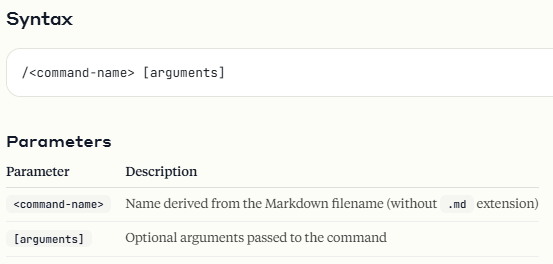 Syntax
/<command-name> [arguments]
Parameters
Parameter Description
<command-name> Name derived from the Markdown filename (without .md extension)
[arguments] Optional arguments passed to the command